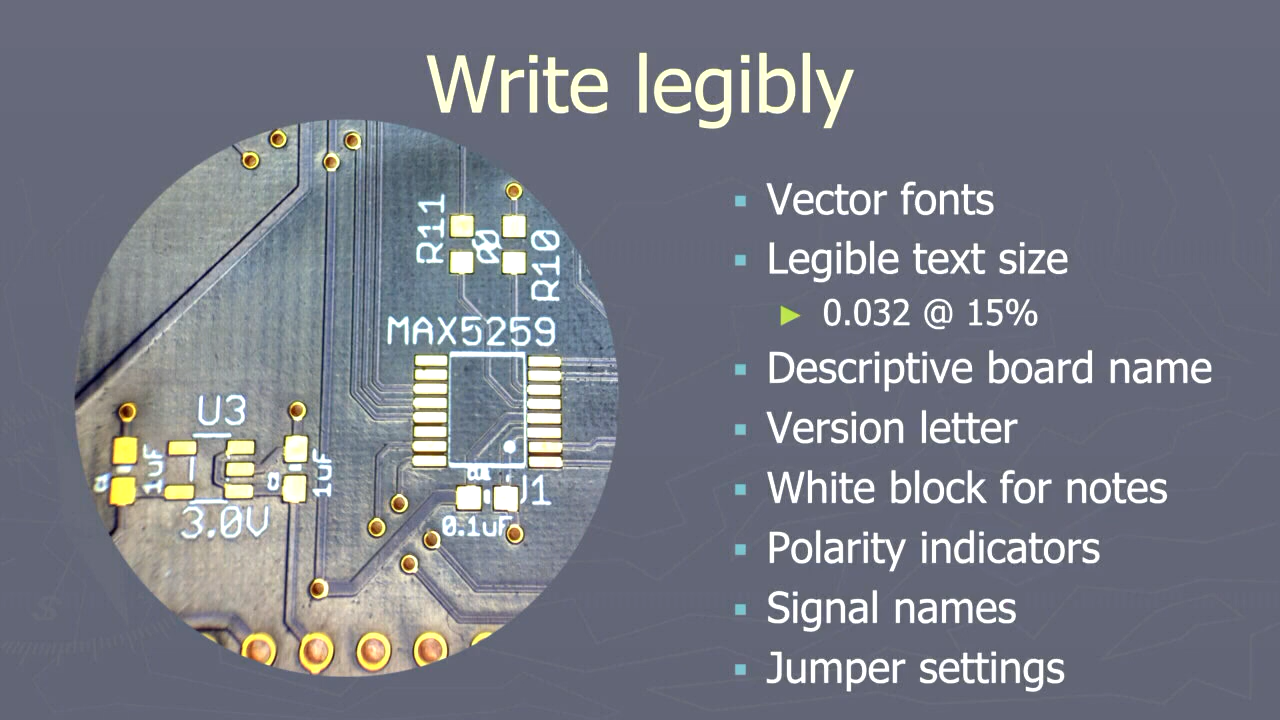 Write legibly
Vector fonts
Legible text size
0.032 @ 15%
Descriptive board name
Version letter
White block for notes
Polarity indicators
Signal names
Jumper settings
R11
R10
MAX5259
U3
1uF
1uF
3.0V
0.1uF